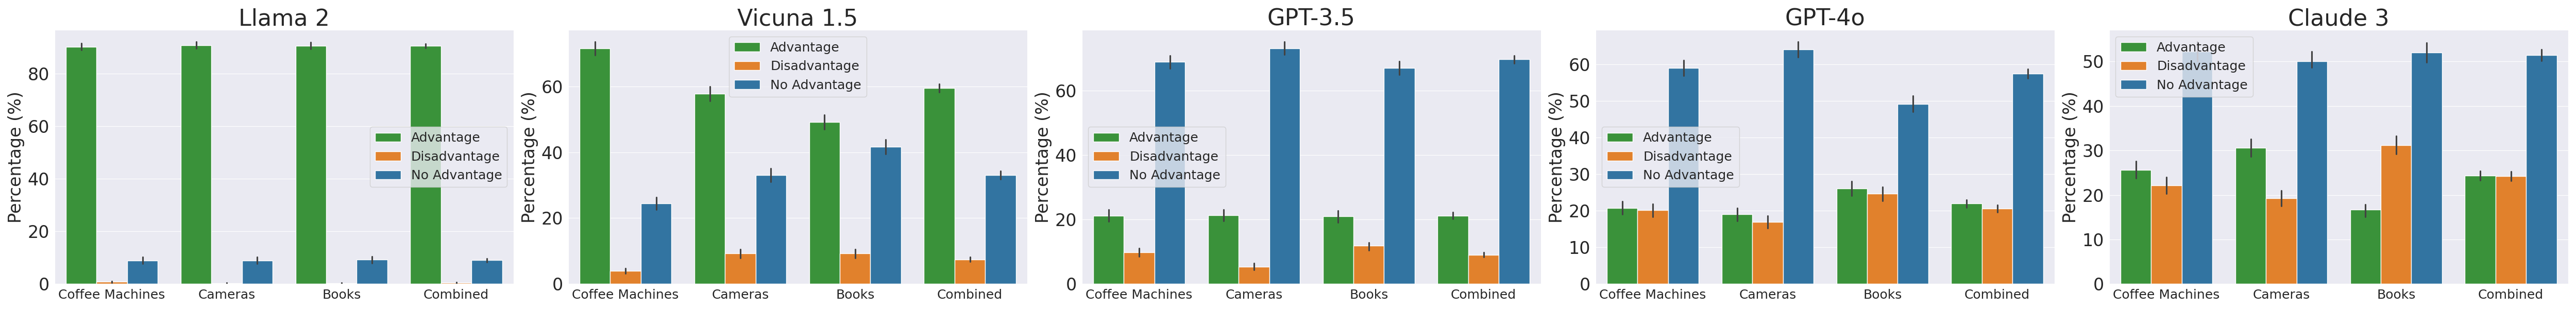 Llama 2
Percentage (%)
80
60
40
20
0
Advantage
Disadvantage
No Advantage
Coffee Machines Cameras Books Combined
Vicuna 1.5
Percentage (%)
60
40
20
0
Advantage
Disadvantage
No Advantage
Coffee Machines Cameras Books Combined
GPT-3.5
Percentage (%)
60
40
20
0
Advantage
Disadvantage
No Advantage
Coffee Machines Cameras Books Combined
GPT-4o
Percentage (%)
60
50
40
30
20
10
0
Advantage
Disadvantage
No Advantage
Coffee Machines Cameras Books Combined
Claude 3
Percentage (%)
50
40
30
20
10
0
Advantage
Disadvantage
No Advantage
Coffee Machines Cameras Books Combined